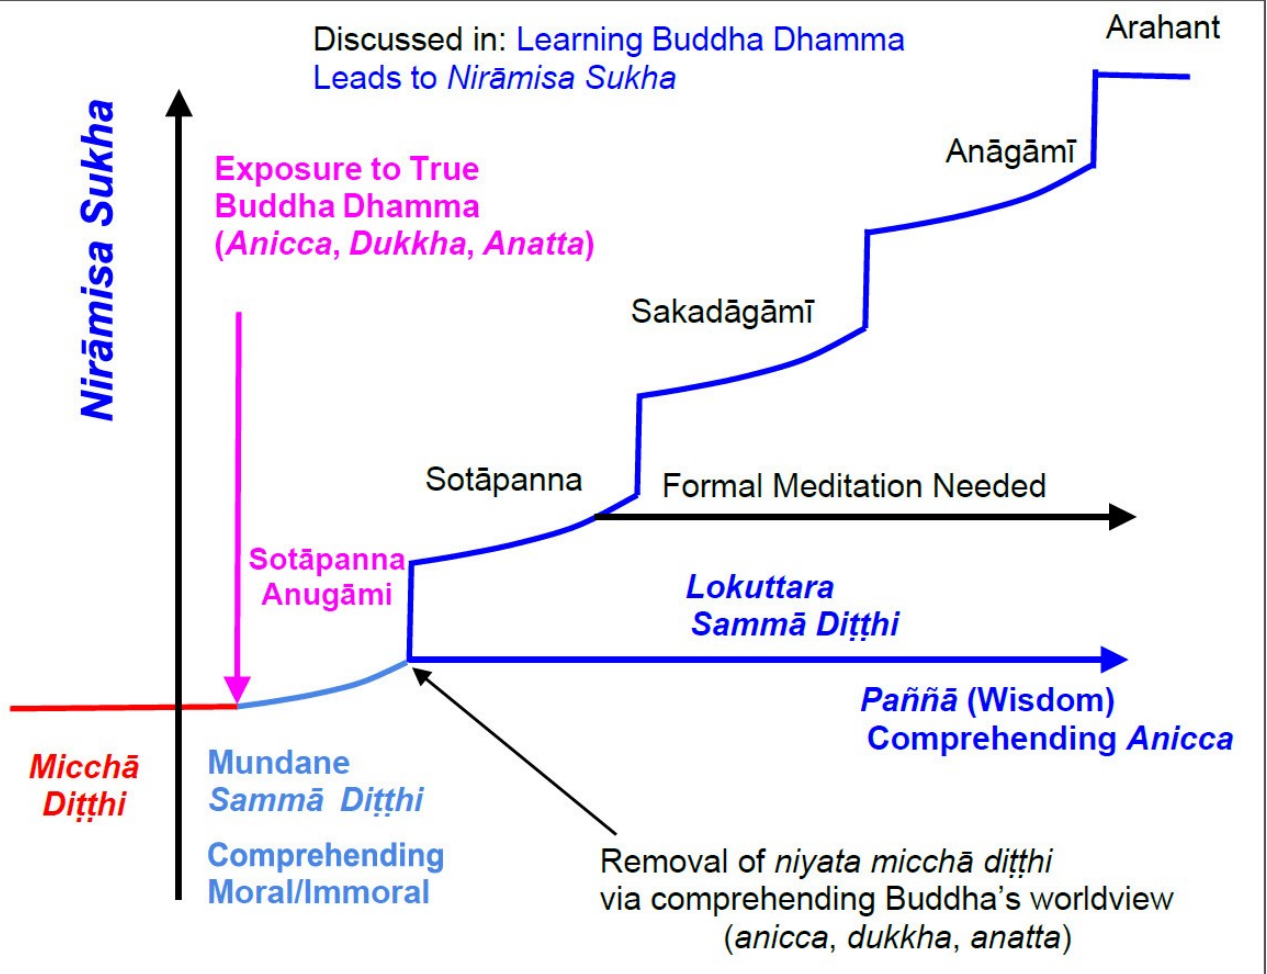 Discussed in: Learning Buddha Dhamma
Leads to Nirāmisa Sukha
Arahant
Nirāmisa Sukha
Exposure to True
Buddha Dhamma
(Anicca, Dukkha, Anatta)
Anāgāmī
Sakadāgāmī
Sotāpanna
Formal Meditation Needed
Sotāpanna
Anugāmi
Lokuttara
Sammā Diṭṭhi
Paññā (Wisdom)
Comprehending Anicca
Micchā
Diṭṭhi
Mundane
Sammā Diṭṭhi
Comprehending
Moral/Immoral
Removal of niyata micchā diṭṭhi
via comprehending Buddha’s worldview
(anicca, dukkha, anatta)